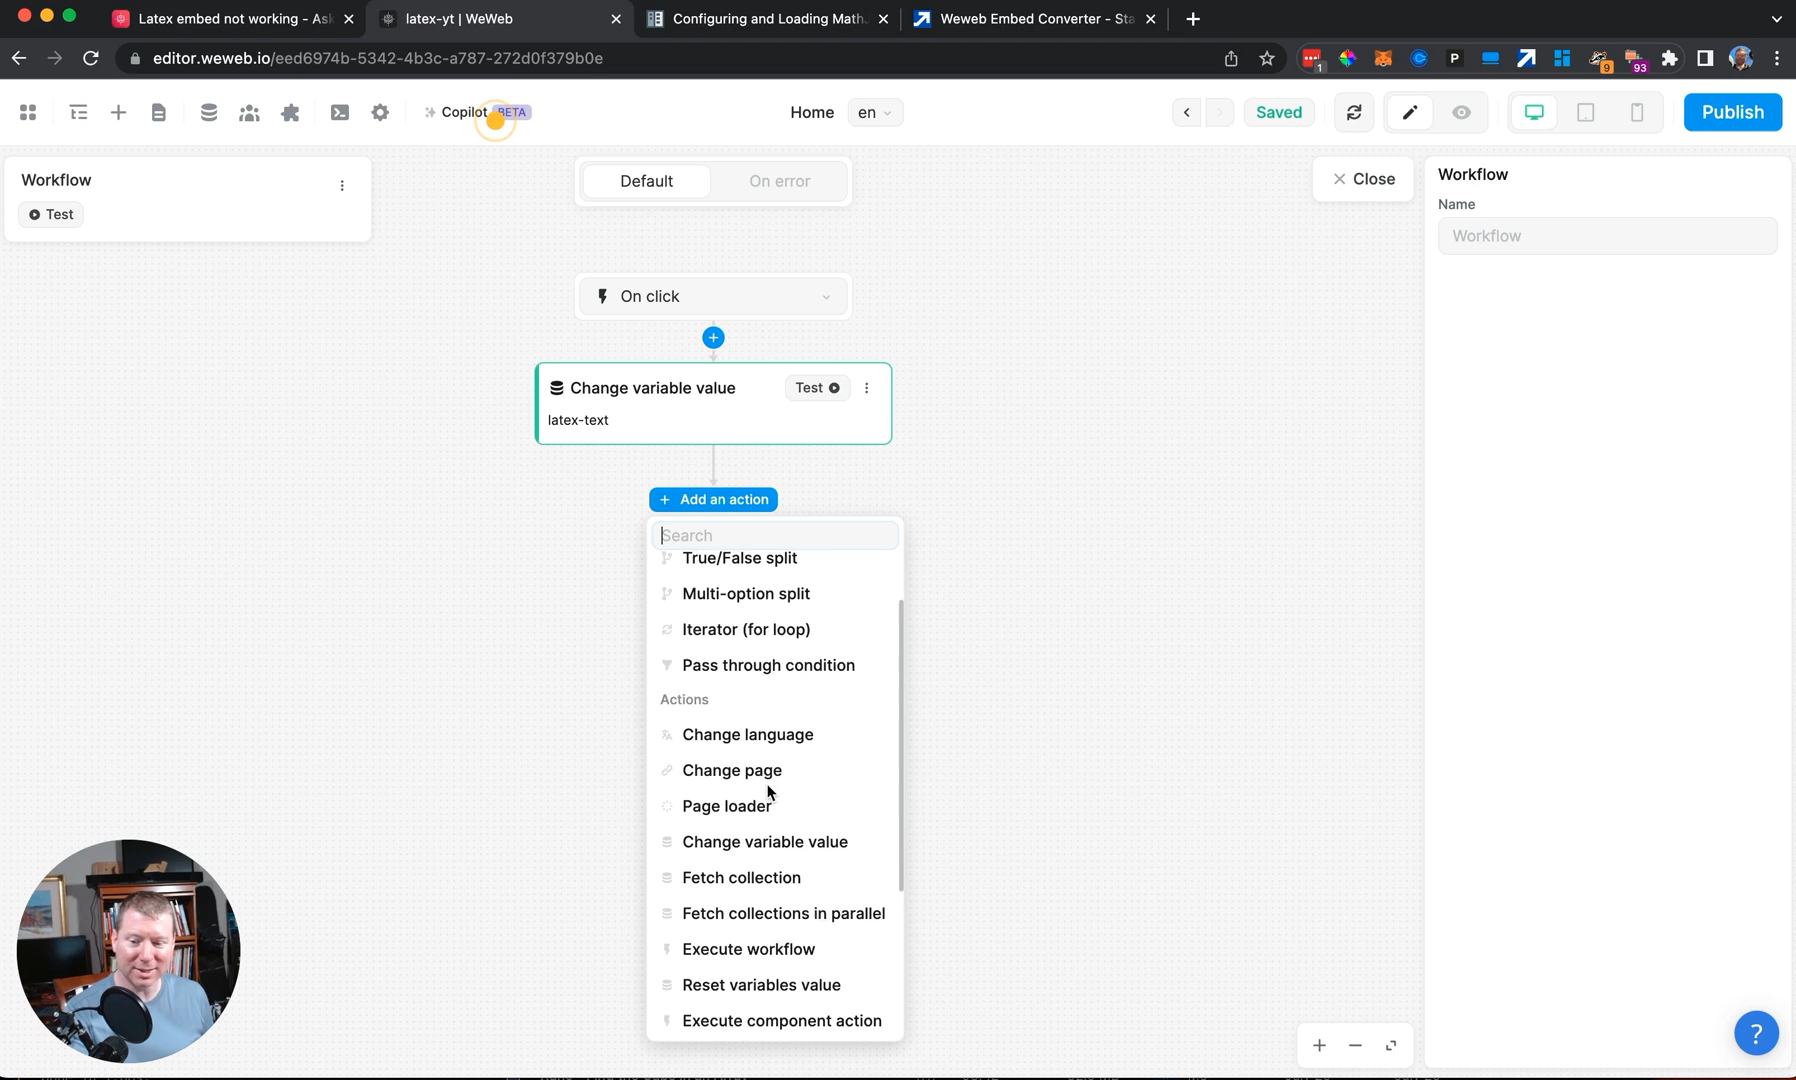 Latex embed not working - Ask
latex-yt | WeWeb
Configuring and Loading Math
Weweb Embed Converter - Sta
editor.weweb.io/eed6974b-5342-4b3c-a787-272d0f379b0e
1
P
9
93
Copilot BETA
Home
en
Saved
Publish
Workflow
Test
Default
On error
Close
Workflow
Name
Workflow
On click
Change variable value
Test
latex-text
+ Add an action
Search
True/False split
Multi-option split
Iterator (for loop)
Pass through condition
Actions
Change language
Change page
Page loader
Change variable value
Fetch collection
Fetch collections in parallel
Execute workflow
Reset variables value
Execute component action
?